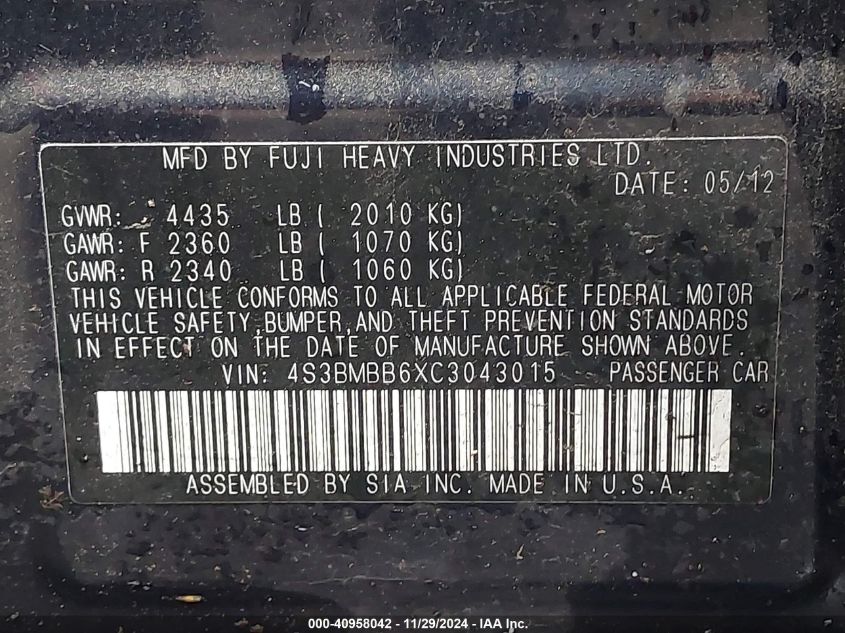 MFD BY FUJI HEAVY INDUSTRIES LTD.
DATE: 05/12
GVWR: 4435 LB ( 2010 KG)
GAWR: F 2360 LB ( 1070 KG)
GAWR: R 2340 LB ( 1060 KG)
THIS VEHICLE CONFORMS TO ALL APPLICABLE FEDERAL MOTOR
VEHICLE SAFETY,BUMPER,AND THEFT PREVENTION STANDARDS
IN EFFECT ON THE DATE OF MANUFACTURE SHOWN ABOVE.
VIN: 4S3BMBB6XC3043015 PASSENGER CAR
ASSEMBLED BY SIA INC. MADE IN U.S.A.
000-40958042 - 11/29/2024 - IAA Inc.